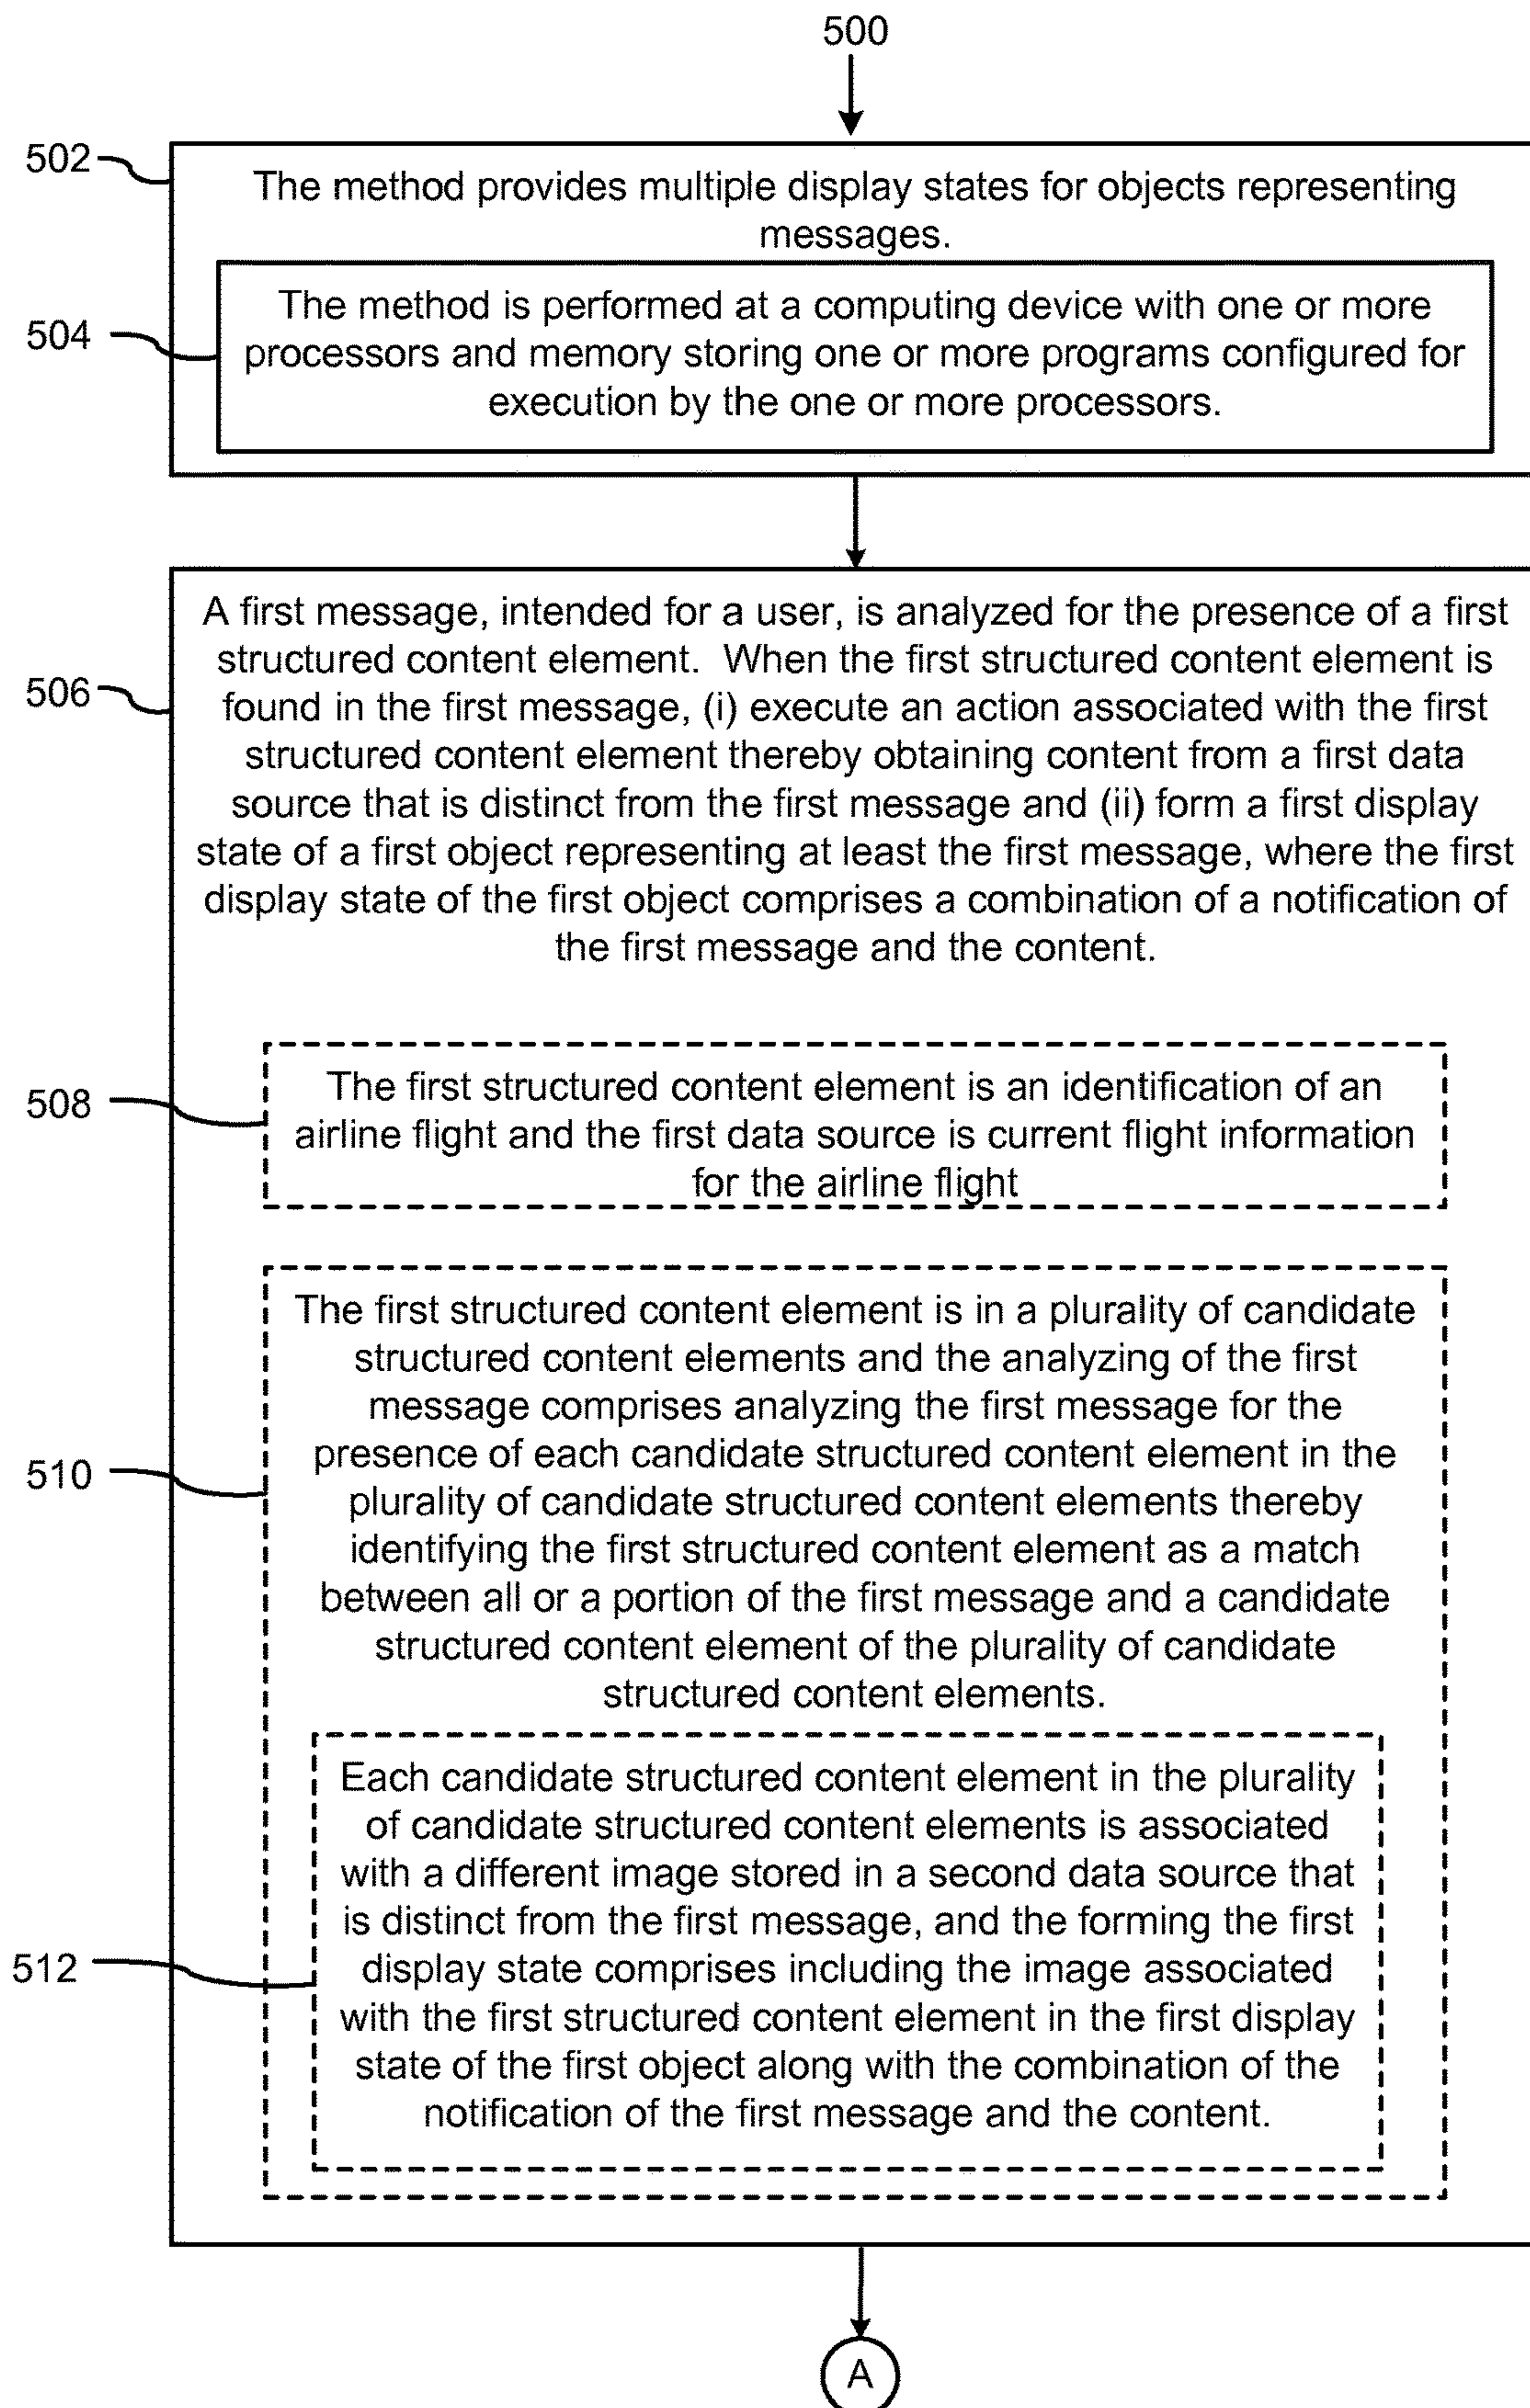 500
502
The method provides multiple display states for objects representing
messages.
504
The method is performed at a computing device with one or more
processors and memory storing one or more programs configured for
execution by the one or more processors.
506
A first message, intended for a user, is analyzed for the presence of a first
structured content element.  When the first structured content element is
found in the first message, (i) execute an action associated with the first
structured content element thereby obtaining content from a first data
source that is distinct from the first message and (ii) form a first display
state of a first object representing at least the first message, where the first
display state of the first object comprises a combination of a notification of
the first message and the content.
508
The first structured content element is an identification of an
airline flight and the first data source is current flight information
for the airline flight
510
The first structured content element is in a plurality of candidate
structured content elements and the analyzing of the first
message comprises analyzing the first message for the
presence of each candidate structured content element in the
plurality of candidate structured content elements thereby
identifying the first structured content element as a match
between all or a portion of the first message and a candidate
structured content element of the plurality of candidate
structured content elements.
512
Each candidate structured content element in the plurality
of candidate structured content elements is associated
with a different image stored in a second data source that
is distinct from the first message, and the forming the first
display state comprises including the image associated
with the first structured content element in the first display
state of the first object along with the combination of the
notification of the first message and the content.
A